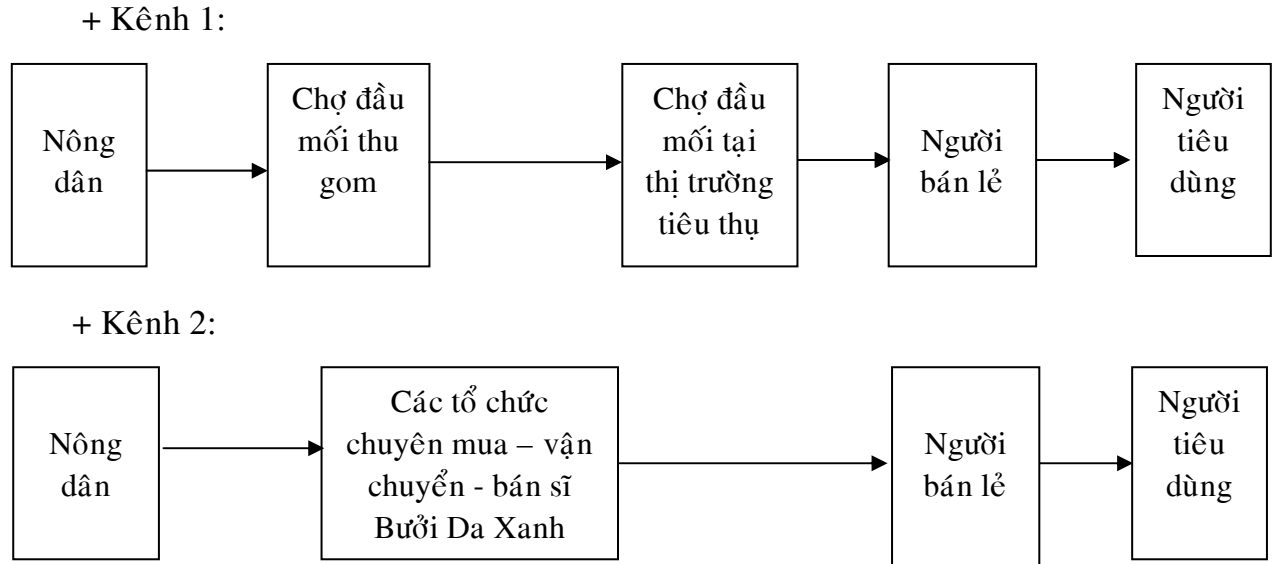 + Kênh 1:
Nông
dân
Chợ đầu
mối thu
gom
Chợ đầu
mối tại
thị trường
tiêu thụ
Người
bán lẻ
Người
tiêu
dùng
+ Kênh 2:
Nông
dân
Các tổ chức
chuyên mua – vận
chuyển - bán sĩ
Bưởi Da Xanh
Người
bán lẻ
Người
tiêu
dùng